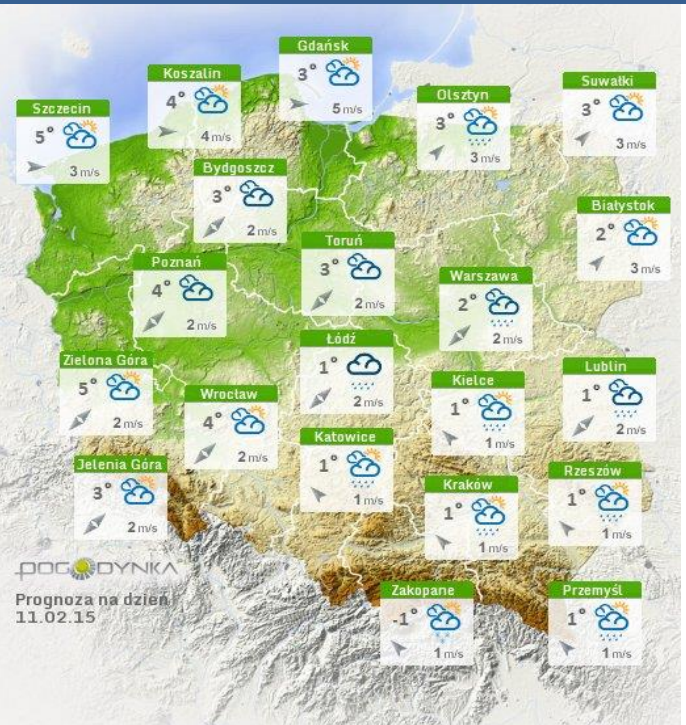 Gdańsk
3°
5 m/s
Koszalin
4°
4 m/s
Suwałki
3°
3 m/s
Olsztyn
3°
3 m/s
Szczecin
5°
3 m/s
Bydgoszcz
3°
2 m/s
Białystok
2°
3 m/s
Toruń
3°
2 m/s
Poznań
4°
2 m/s
Warszawa
2°
2 m/s
Łódź
1°
2 m/s
Zielona Góra
5°
2 m/s
Lublin
1°
2 m/s
Kielce
1°
1 m/s
Wrocław
4°
2 m/s
Katowice
1°
1 m/s
Jelenia Góra
3°
2 m/s
Rzeszów
1°
1 m/s
Kraków
1°
1 m/s
POGODYNKA
Prognoza na dzień
11.02.15
Zakopane
-1°
1 m/s
Przemyśl
1°
1 m/s